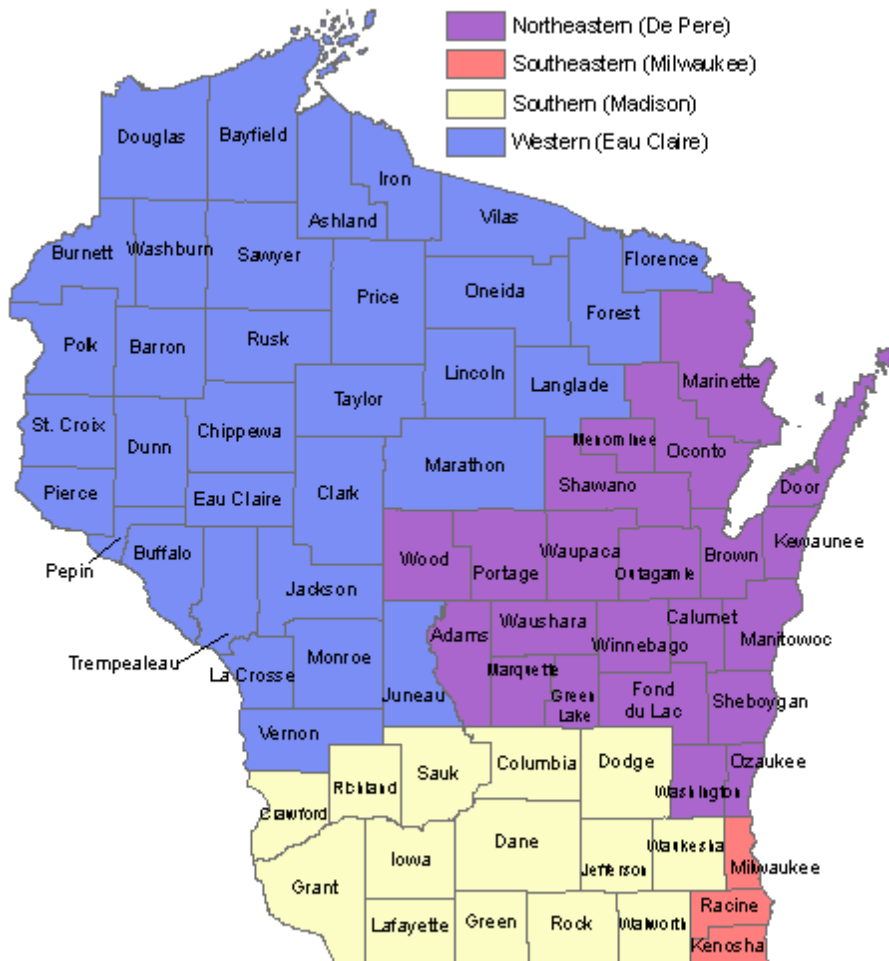 Northeastern (De Pere)
Southeastern (Milwaukee)
Southern (Madison)
Western (Eau Claire)
Douglas
Bayfield
Iron
Ashland
Vilas
Burnett
Washburn
Sawyer
Florence
Price
Oneida
Forest
Polk
Barron
Rusk
Lincoln
Langlade
Marinette
Taylor
St. Croix
Dunn
Chippewa
Menominee
Oconto
Marathon
Pierce
Eau Claire
Clark
Shawano
Door
Pepin
Buffalo
Wood
Portage
Waupaca
Outagamie
Brown
Kewaunee
Jackson
Trempealeau
La Crosse
Monroe
Juneau
Adams
Waushara
Winnebago
Calumet
Manitowoc
Marquette
Green
Lake
Fond
du Lac
Sheboygan
Vernon
Sauk
Columbia
Dodge
Washington
Ozaukee
Richland
Crawford
Dane
Iowa
Jefferson
Waukesha
Milwaukee
Grant
Lafayette
Green
Rock
Walworth
Racine
Kenosha